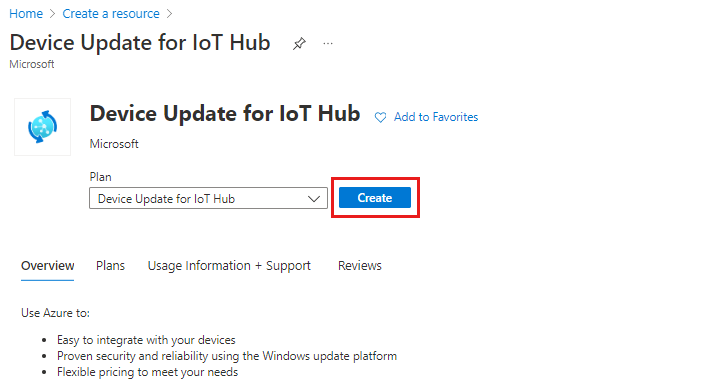 Home > Create a resource >
Device Update for IoT Hub ...
Microsoft
Device Update for IoT Hub Add to Favorites
Microsoft
Plan
Device Update for IoT Hub Create
Overview Plans Usage Information + Support Reviews
Use Azure to:
• Easy to integrate with your devices
• Proven security and reliability using the Windows update platform
• Flexible pricing to meet your needs